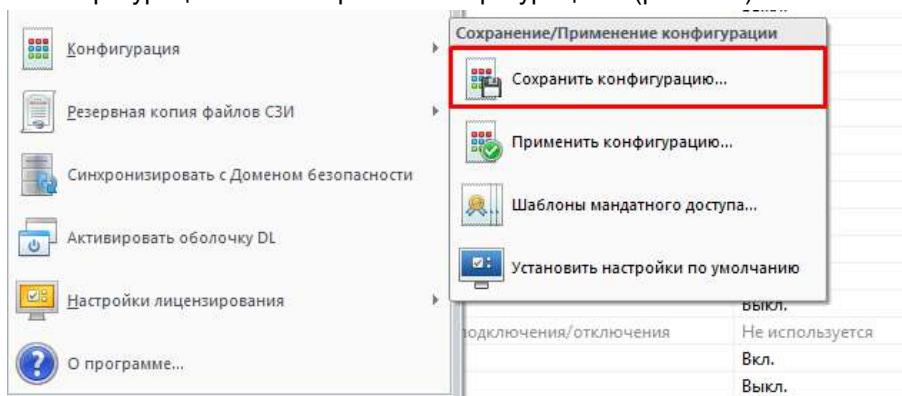 Конфигурация
Резервная копия файлов СЗИ
Синхронизировать с Доменом безопасности
Активировать оболочку DL
Настройки лицензирования
О программе...
Сохранение/Применение конфигурации
Сохранить конфигурацию...
Применить конфигурацию...
Шаблоны мандатного доступа...
Установить настройки по умолчанию
Выкл.
подключения/отключения Не используется
Вкл.
Выкл.